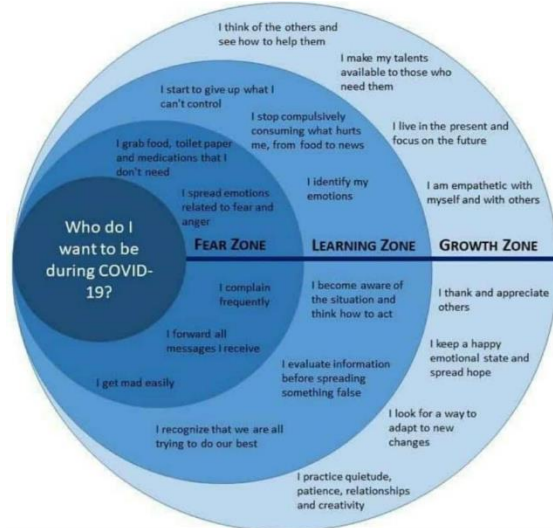 I think of the others and
see how to help them
I make my talents
available to those who
need them
I start to give up what I
can't control
I stop compulsively
consuming what hurts
me, from food to news
I live in the present and
focus on the future
I grab food, toilet paper
and medications that I
don't need
I identify my
emotions
I am empathetic with
myself and with others
I spread emotions
related to fear and
anger
Who do I
want to be
during COVID-
19?
FEAR ZONE
LEARNING ZONE
GROWTH ZONE
I complain
frequently
I become aware of
the situation and
think how to act
I thank and appreciate
others
I forward all
messages I receive
I keep a happy
emotional state and
spread hope
I evaluate information
before spreading
something false
I get mad easily
I look for a way to
adapt to new
changes
I recognize that we are all
trying to do our best
I practice quietude,
patience, relationships
and creativity